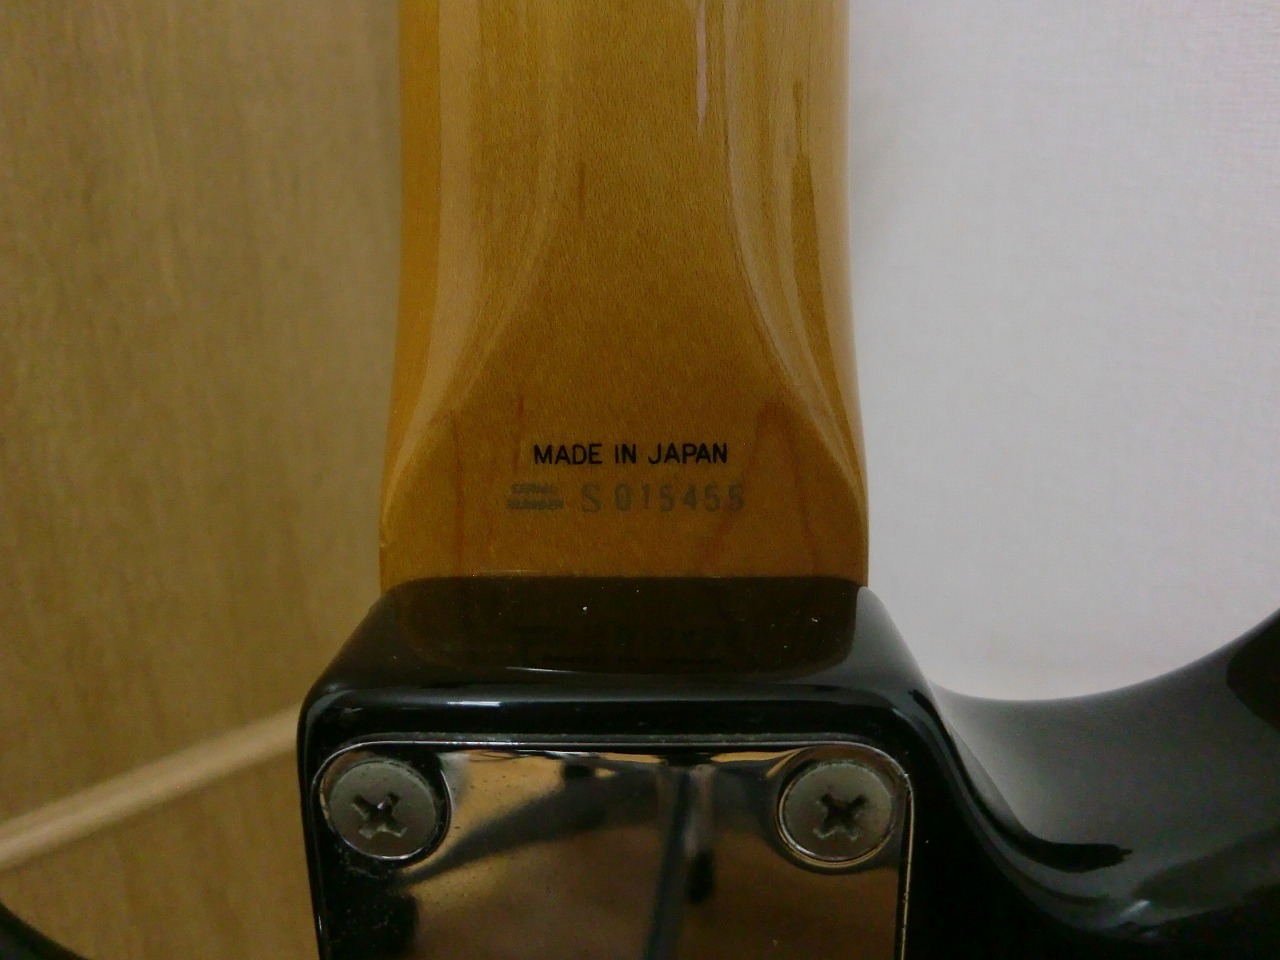 MADE IN JAPAN
SERIAL NUMBER S015455